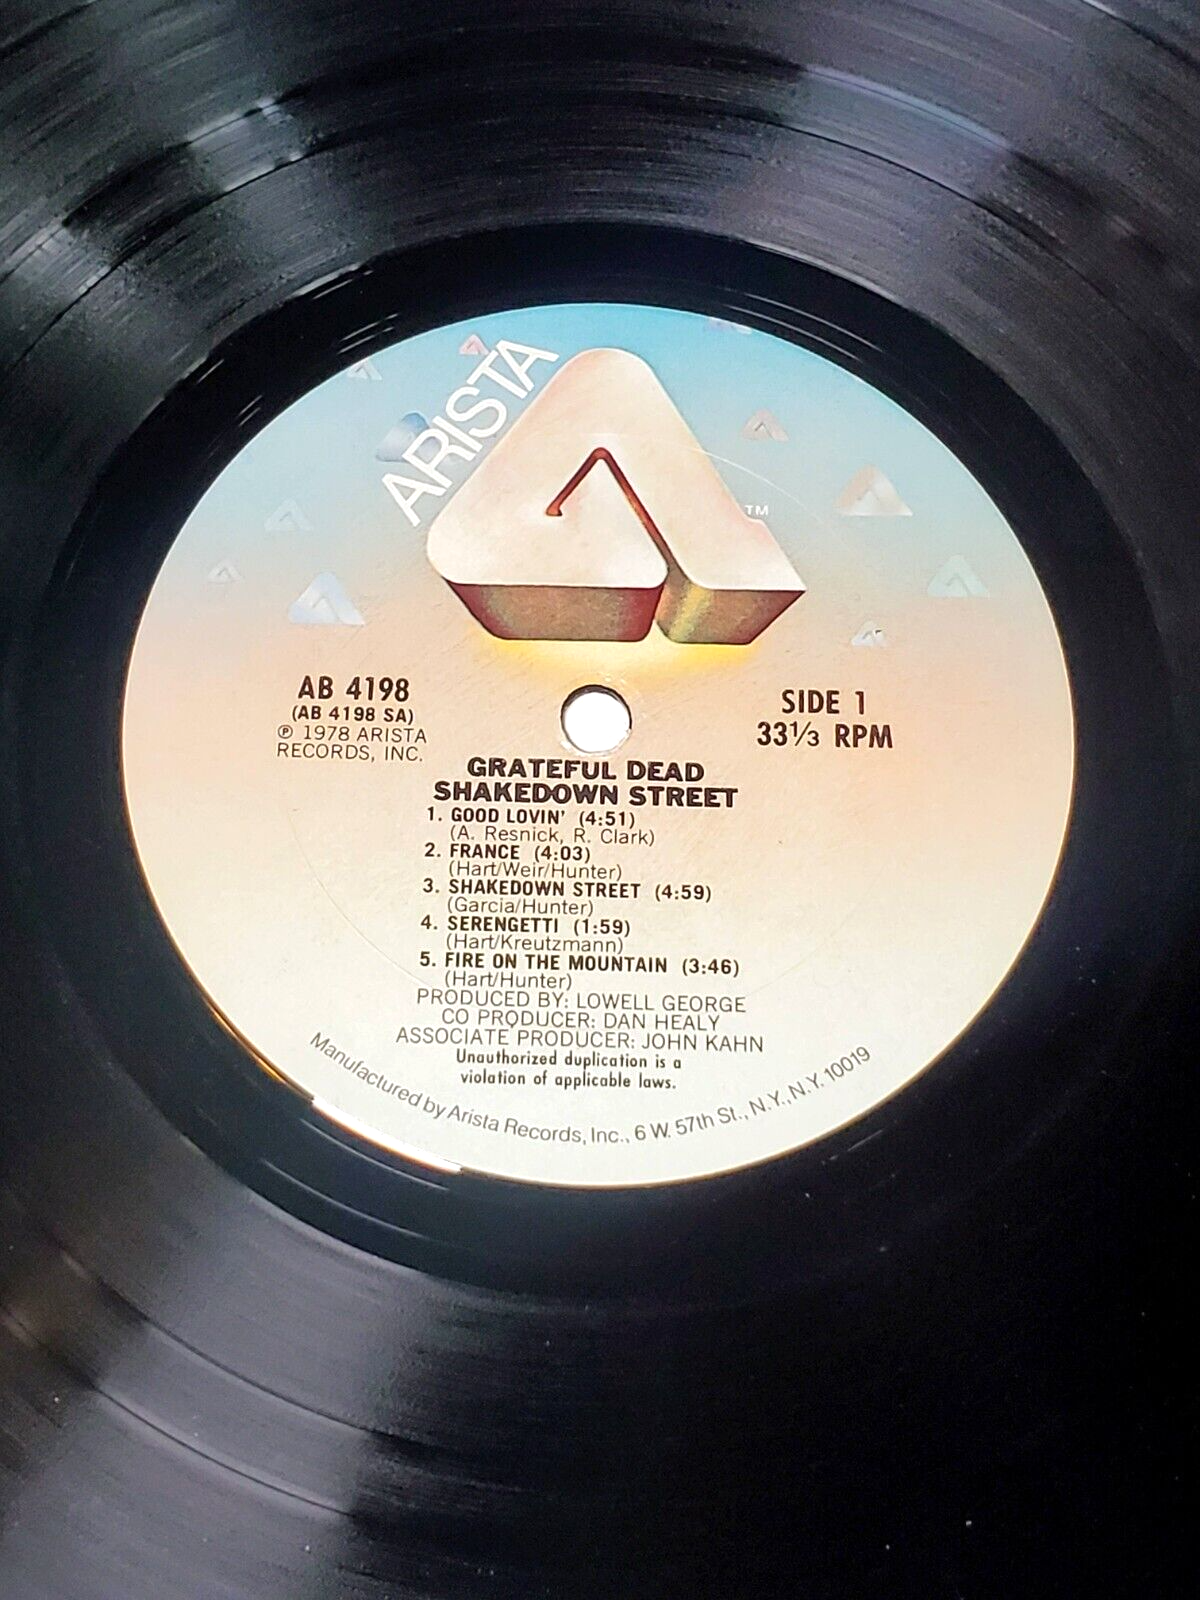 ARISTA
TM
AB 4198
(AB 4198 SA)
℗ 1978 ARISTA
RECORDS, INC.
SIDE 1
33⅓ RPM
GRATEFUL DEAD
SHAKEDOWN STREET
1. GOOD LOVIN' (4:51)
(A. Resnick, R. Clark)
2. FRANCE (4:03)
(Hart/Weir/Hunter)
3. SHAKEDOWN STREET (4:59)
(Garcia/Hunter)
4. SERENGETTI (1:59)
(Hart/Kreutzmann)
5. FIRE ON THE MOUNTAIN (3:46)
(Hart/Hunter)
PRODUCED BY: LOWELL GEORGE
CO PRODUCER: DAN HEALY
ASSOCIATE PRODUCER: JOHN KAHN
Unauthorized duplication is a
violation of applicable laws.
Manufactured by Arista Records, Inc., 6 W. 57th St., N.Y., N.Y. 10019